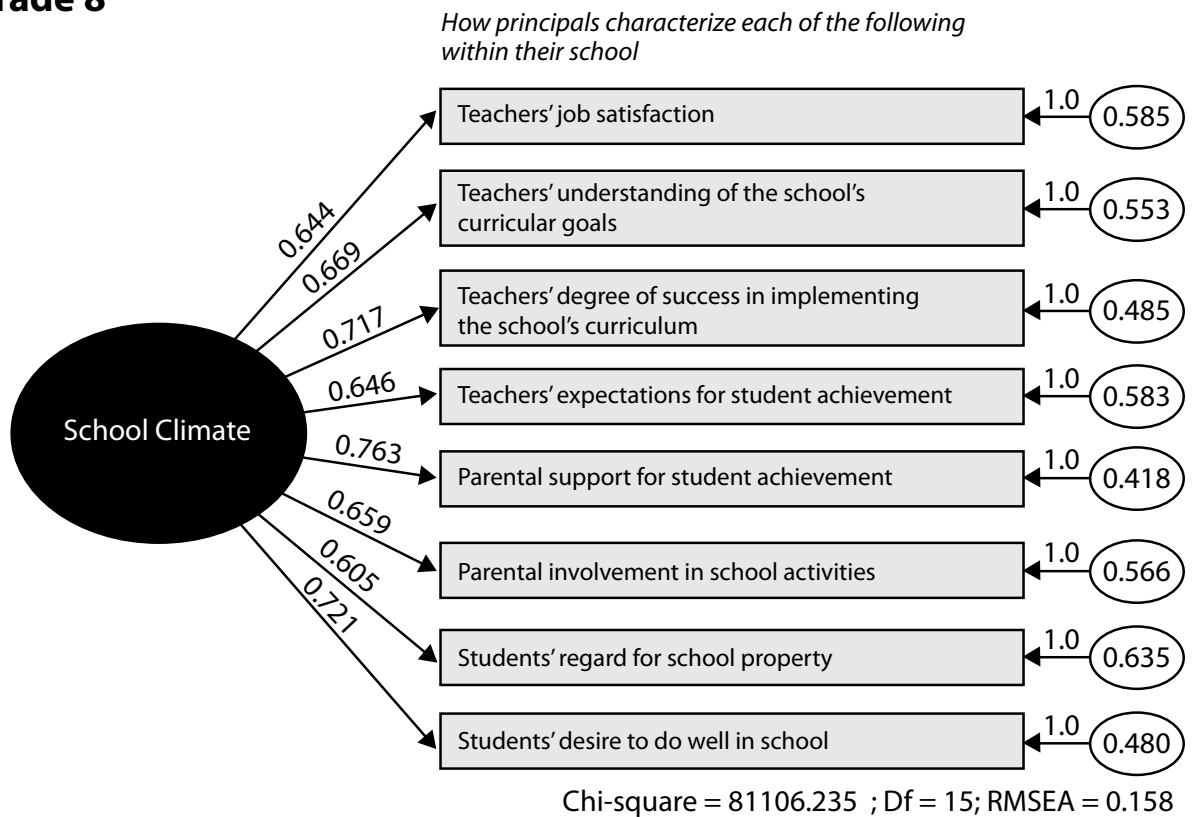 rade 8
How principals characterize each of the following
within their school
Teachers' job satisfaction
1.0
0.585
0.644
Teachers' understanding of the school's
curricular goals
1.0
0.553
0.669
Teachers' degree of success in implementing
the school's curriculum
1.0
0.485
0.717
Teachers' expectations for student achievement
1.0
0.583
0.646
School Climate
Parental support for student achievement
1.0
0.418
0.763
Parental involvement in school activities
1.0
0.566
0.659
Students' regard for school property
1.0
0.635
0.605
Students' desire to do well in school
1.0
0.480
0.721
Chi-square = 81106.235 ; Df = 15; RMSEA = 0.158